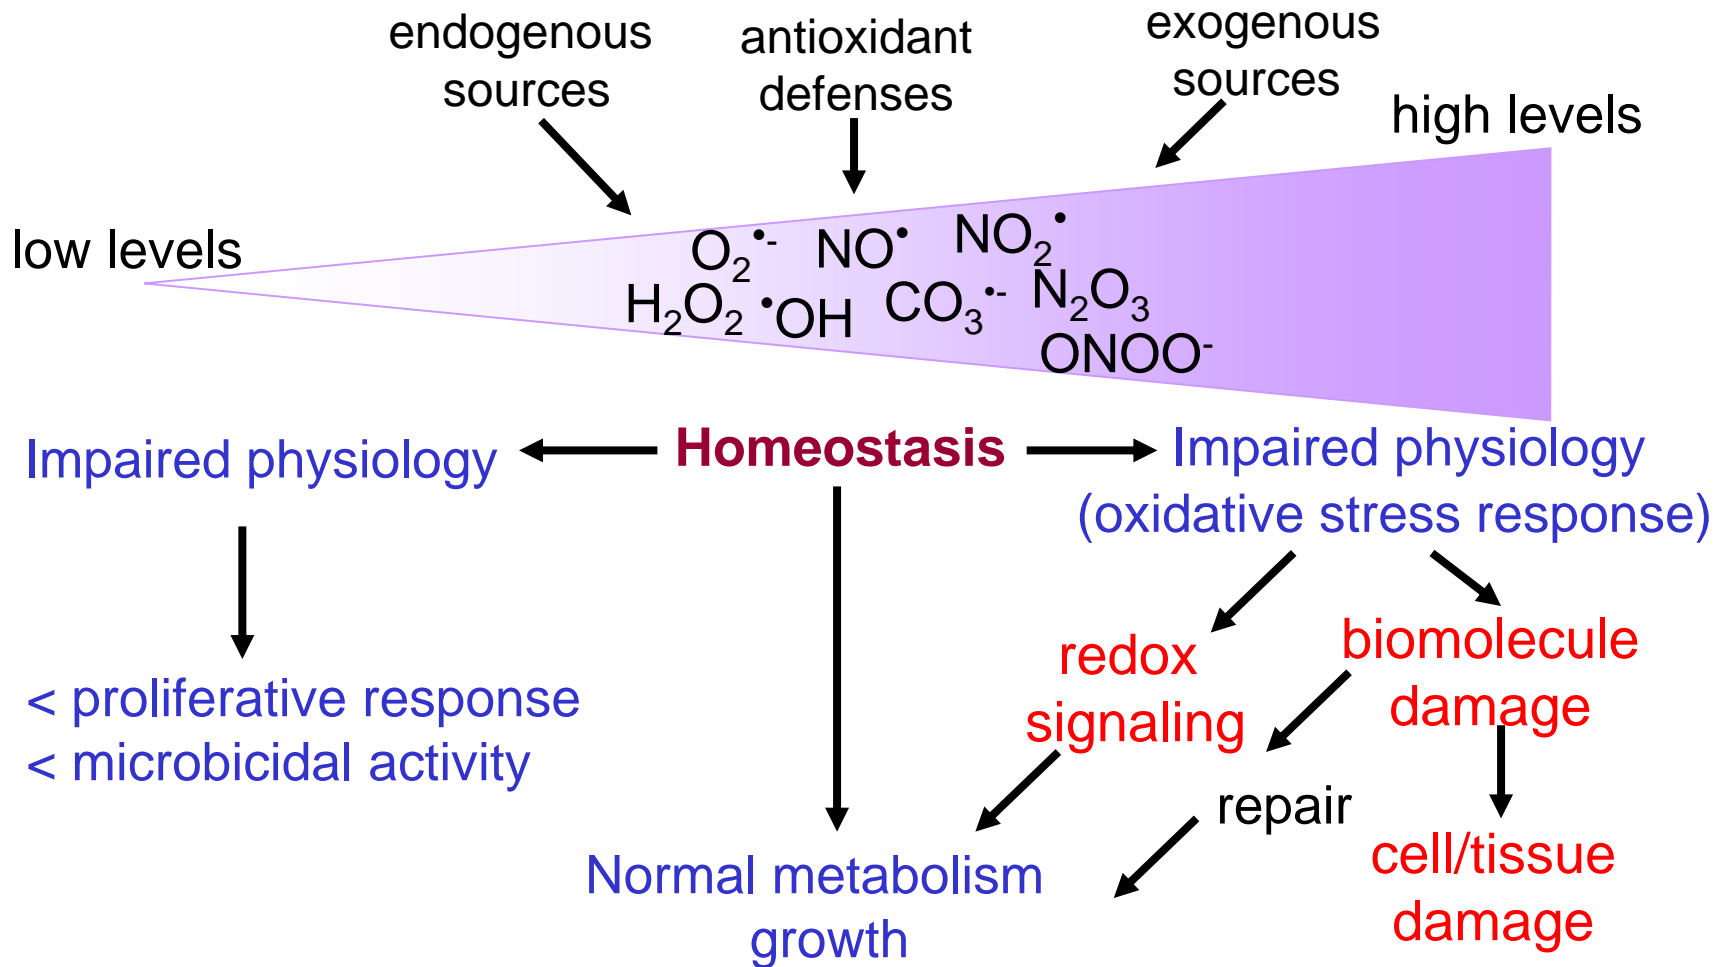 endogenous
sources
antioxidant
defenses
exogenous
sources
high levels
low levels
O₂•- NO• NO₂•
H₂O₂ •OH CO₃•- N₂O₃
ONOO-
Impaired physiology
Homeostasis
Impaired physiology
(oxidative stress response)
< proliferative response
< microbicidal activity
redox
signaling
biomolecule
damage
repair
cell/tissue
damage
Normal metabolism
growth